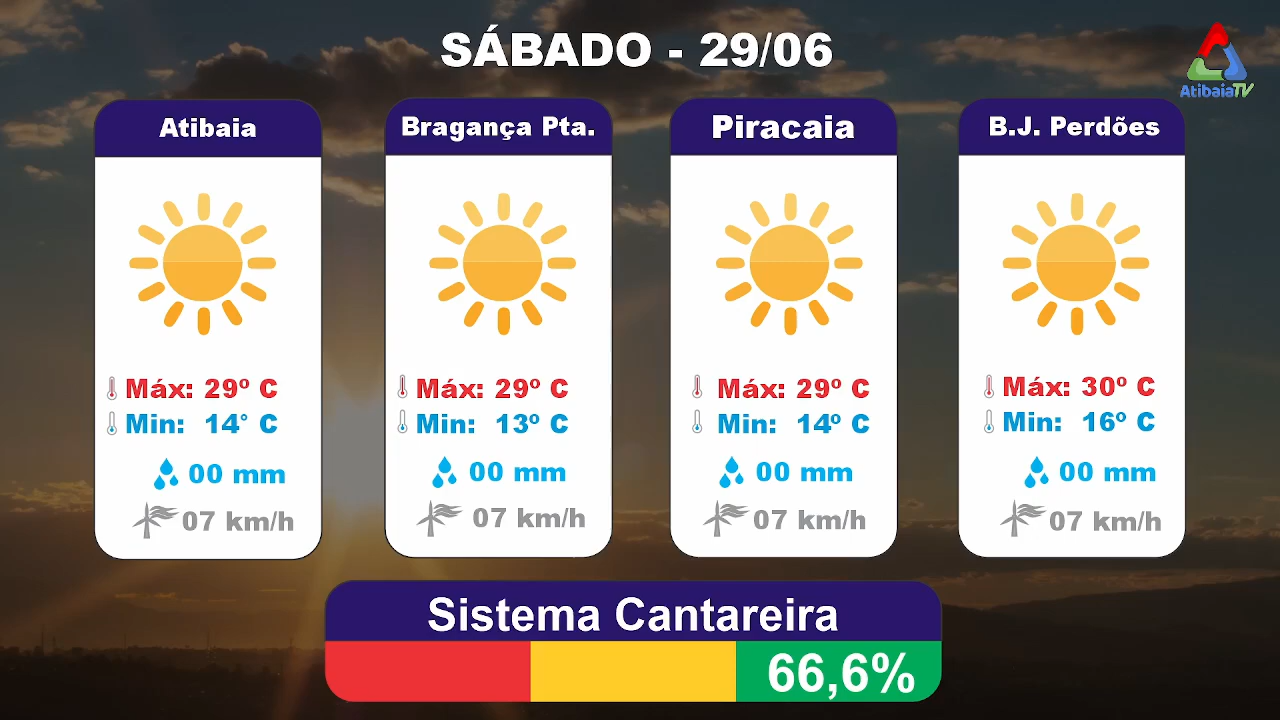 SÁBADO - 29/06
AtibaiaTV
Atibaia
Máx: 29º C
Min: 14° C
00 mm
07 km/h
Bragança Pta.
Máx: 29º C
Min: 13º C
00 mm
07 km/h
Piracaia
Máx: 29º C
Min: 14º C
00 mm
07 km/h
B.J. Perdões
Máx: 30º C
Min: 16º C
00 mm
07 km/h
Sistema Cantareira
66,6%